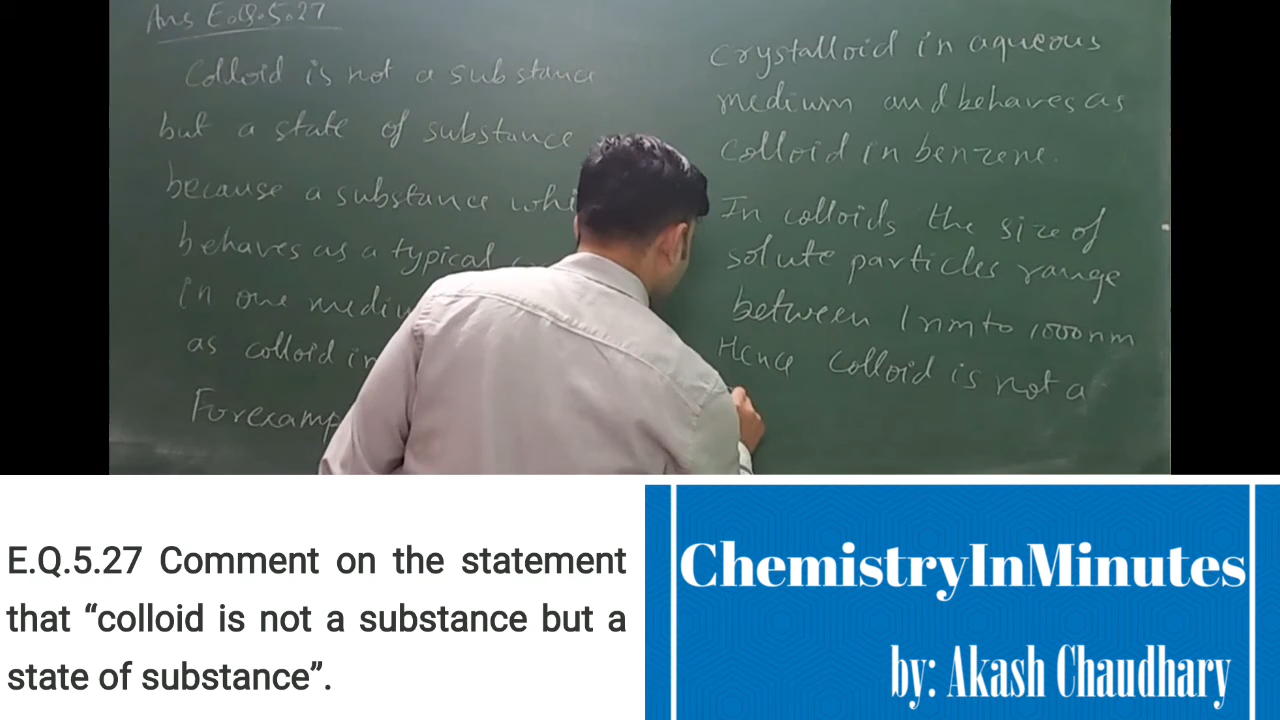 Ans E.Q.5.27
Colloid is not a substance
but a state of substance
because a substance whi
behaves as a typical
in one mediu
as colloid in
Forexamp
crystalloid in aqueous
medium and behaves as
colloid in benzene.
In colloids the size of
solute particles range
between 1nm to 1000nm
Hence colloid is not a
E.Q.5.27 Comment on the statement
that “colloid is not a substance but a
state of substance”.
ChemistryInMinutes
by: Akash Chaudhary